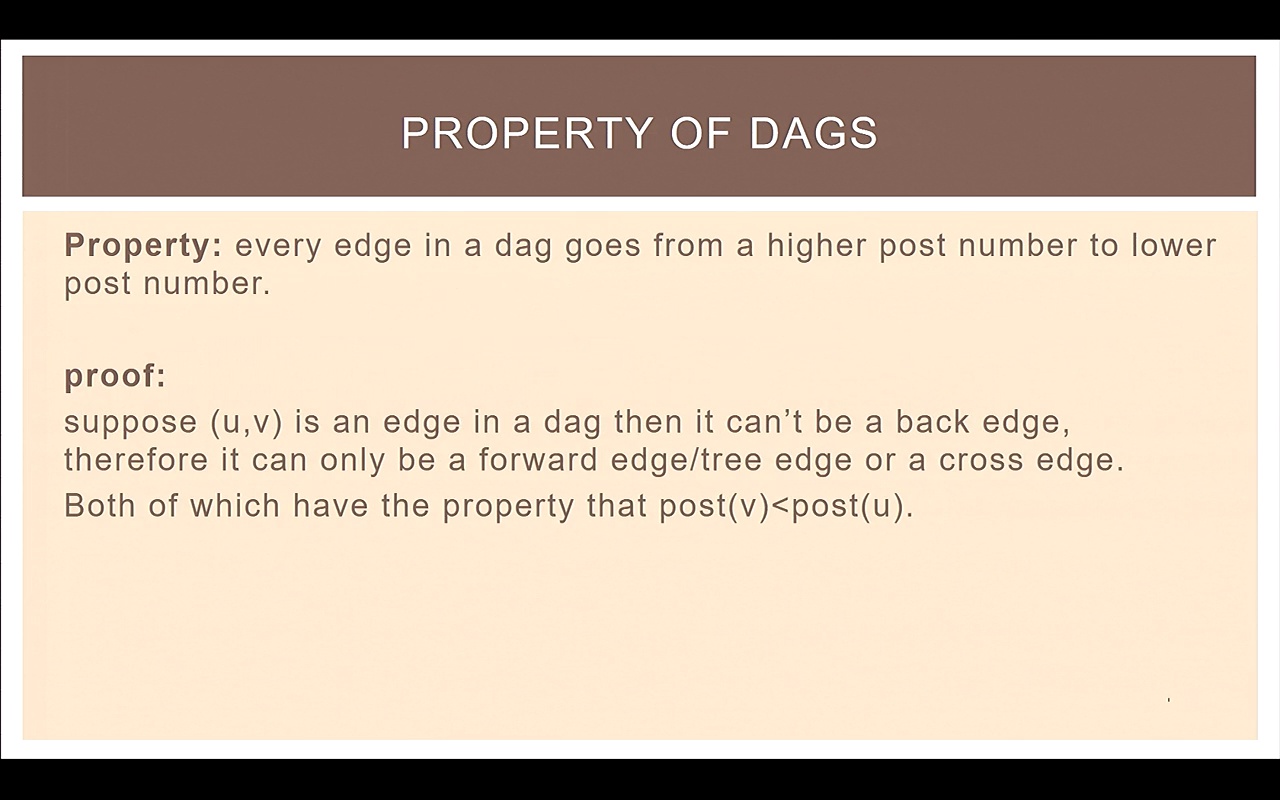 PROPERTY OF DAGS
Property: every edge in a dag goes from a higher post number to lower
post number.
proof:
suppose (u,v) is an edge in a dag then it can’t be a back edge,
therefore it can only be a forward edge/tree edge or a cross edge.
Both of which have the property that post(v)<post(u).